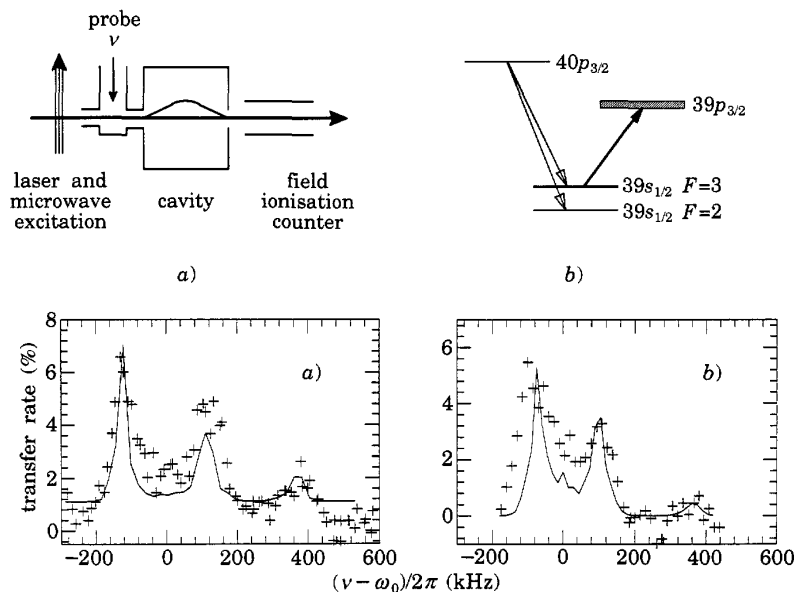 probe
ν
laser and
microwave
excitation
cavity
field
ionisation
counter
a)
40p3/2
39p3/2
39s1/2 F=3
39s1/2 F=2
b)
transfer rate (%)
8
6
4
2
0
a)
−200 0 200 400 600
6
4
2
0
b)
−200 0 200 400 600
(ν−ω0)/2π (kHz)